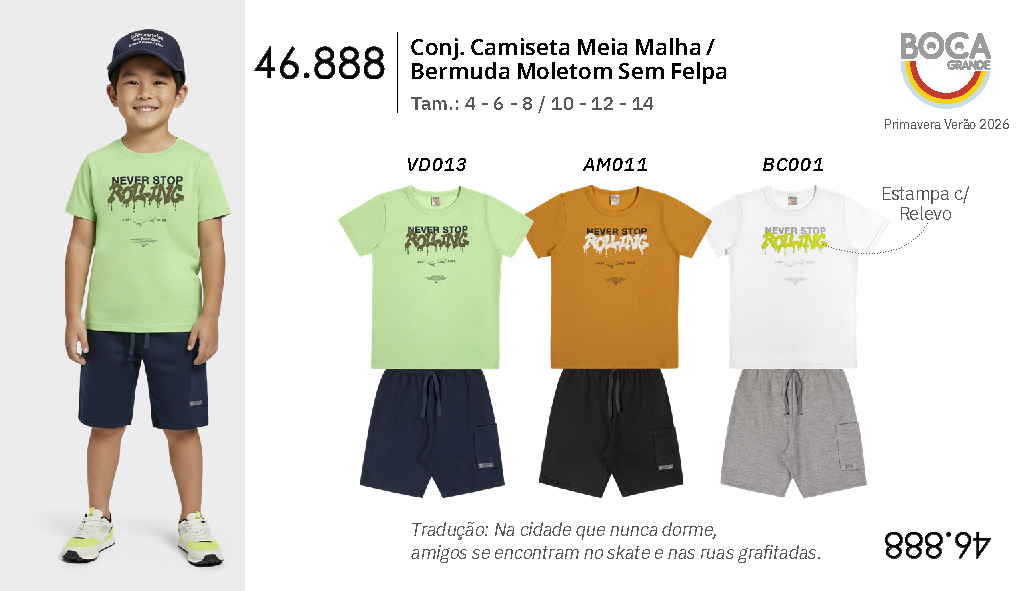 46.888
Conj. Camiseta Meia Malha /
Bermuda Moletom Sem Felpa
Tam.: 4 - 6 - 8 / 10 - 12 - 14
BOCA
GRANDE
Primavera Verão 2026
VD013
AM011
BC001
Estampa c/
Relevo
NEVER STOP
ROLLING
NEVER STOP
ROLLING
NEVER STOP
ROLLING
NEVER STOP
ROLLING
Tradução: Na cidade que nunca dorme,
amigos se encontram no skate e nas ruas grafitadas.
46.888